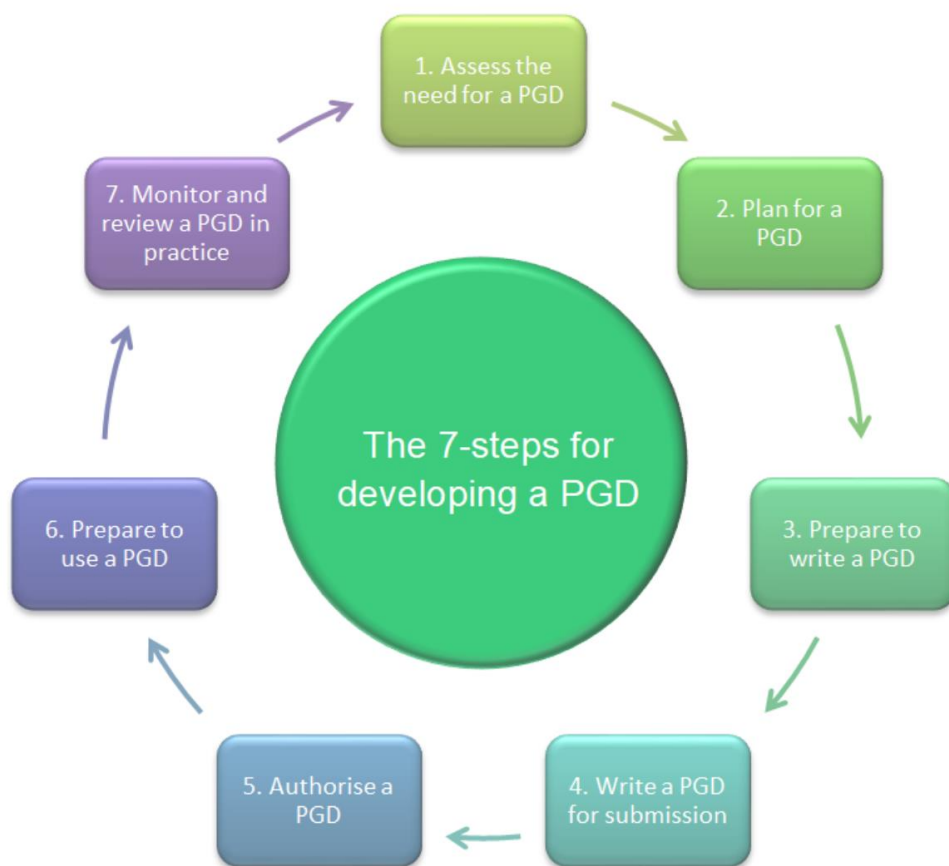 1. Assess the
need for a PGD
2. Plan for a
PGD
3. Prepare to
write a PGD
4. Write a PGD
for submission
5. Authorise a
PGD
6. Prepare to
use a PGD
7. Monitor and
review a PGD in
practice
The 7-steps for
developing a PGD